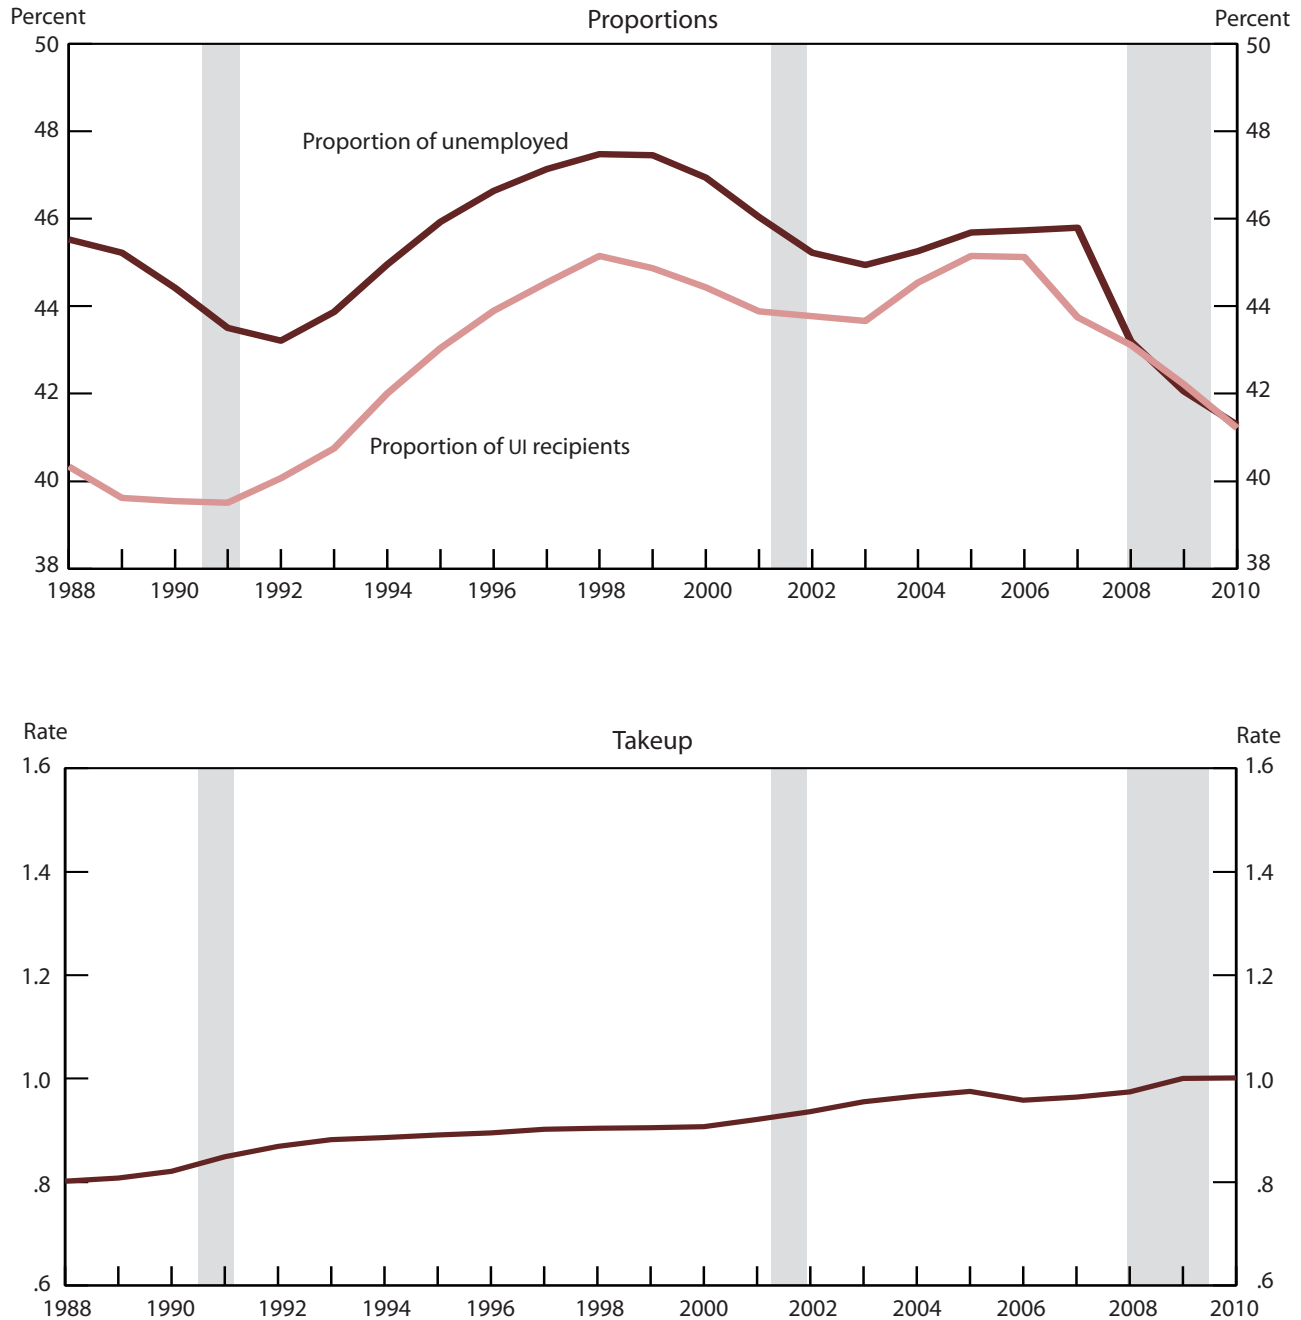 Percent Proportions Percent
50 50
48 48
Proportion of unemployed
46 46
44 44
42 42
Proportion of UI recipients
40 40
38 38
1988 1990 1992 1994 1996 1998 2000 2002 2004 2006 2008 2010
Rate Takeup Rate
1.6 1.6
1.4 1.4
1.2 1.2
1.0 1.0
.8 .8
.6 .6
1988 1990 1992 1994 1996 1998 2000 2002 2004 2006 2008 2010